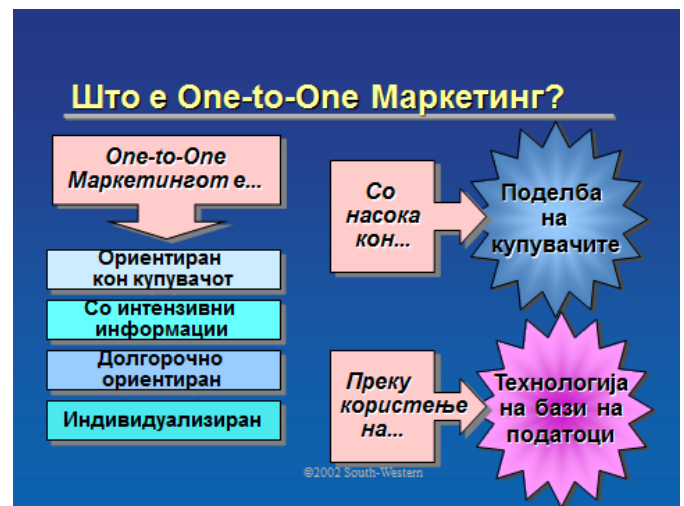 Што е One-to-One Маркетинг?
One-to-One
Маркетингот е...
Ориентиран
кон купувачот
Со интензивни
информации
Долгорочно
ориентиран
Индивидуализиран
Со
насока
кон...
Поделба
на
купувачите
Преку
користење
на...
Технологија
на бази на
податоци
©2002 South-Western